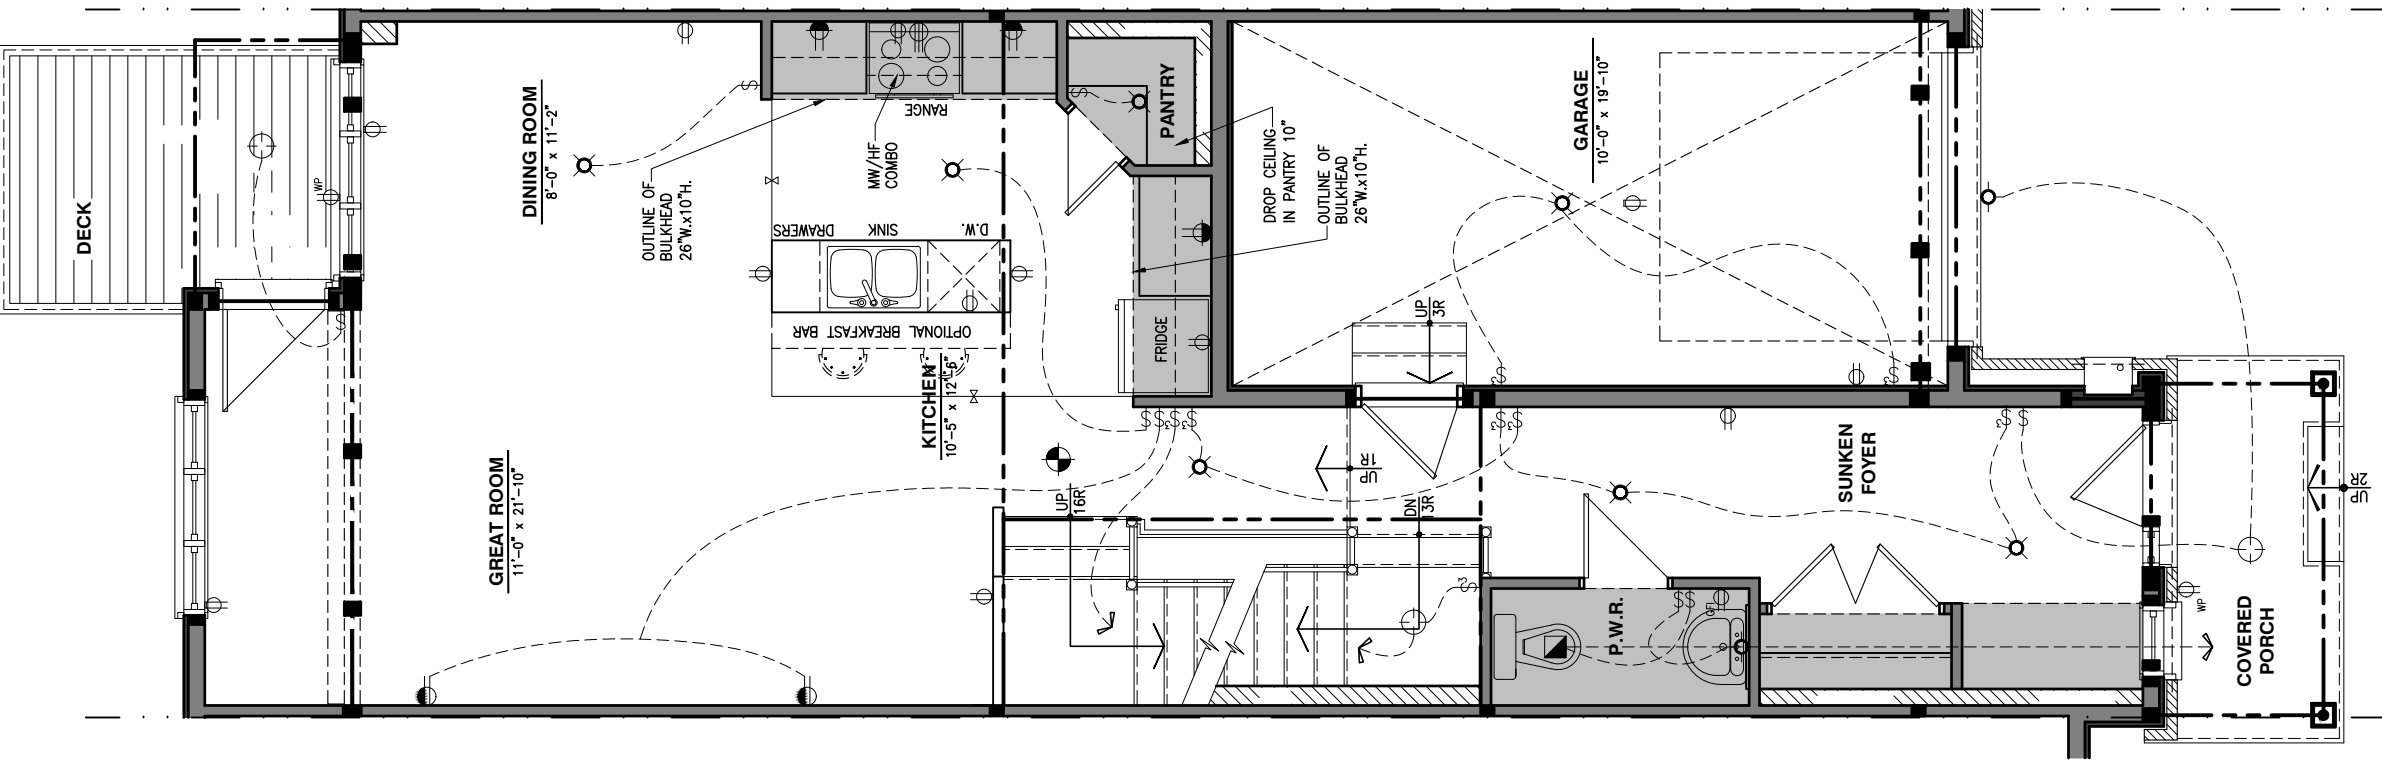 DECK
WP
DINING ROOM
8'-0" x 11'-2"
GREAT ROOM
11'-0" x 21'-10"
OUTLINE OF
BULKHEAD
26"W.x10"H.
RANGE
MW/HF
COMBO
DRAWERS
SINK
D.W.
OPTIONAL BREAKFAST BAR
KITCHEN
10'-5" x 12'-6"
PANTRY
FRIDGE
DROP CEILING
IN PANTRY 10"
OUTLINE OF
BULKHEAD
26"W.x10"H.
GARAGE
10'-0" x 19'-10"
UP
3R
UP
1R
UP
16R
DN
13R
P.W.R.
GFI
SUNKEN
FOYER
COVERED
PORCH
WP
UP
2R